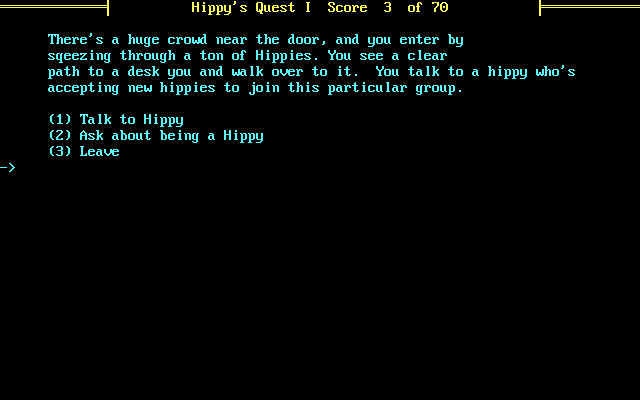 Hippy's Quest I  Score  3  of 70
There's a huge crowd near the door, and you enter by
sqeezing through a ton of Hippies. You see a clear
path to a desk you and walk over to it.  You talk to a hippy who's
accepting new hippies to join this particular group.
(1) Talk to Hippy
(2) Ask about being a Hippy
(3) Leave
->